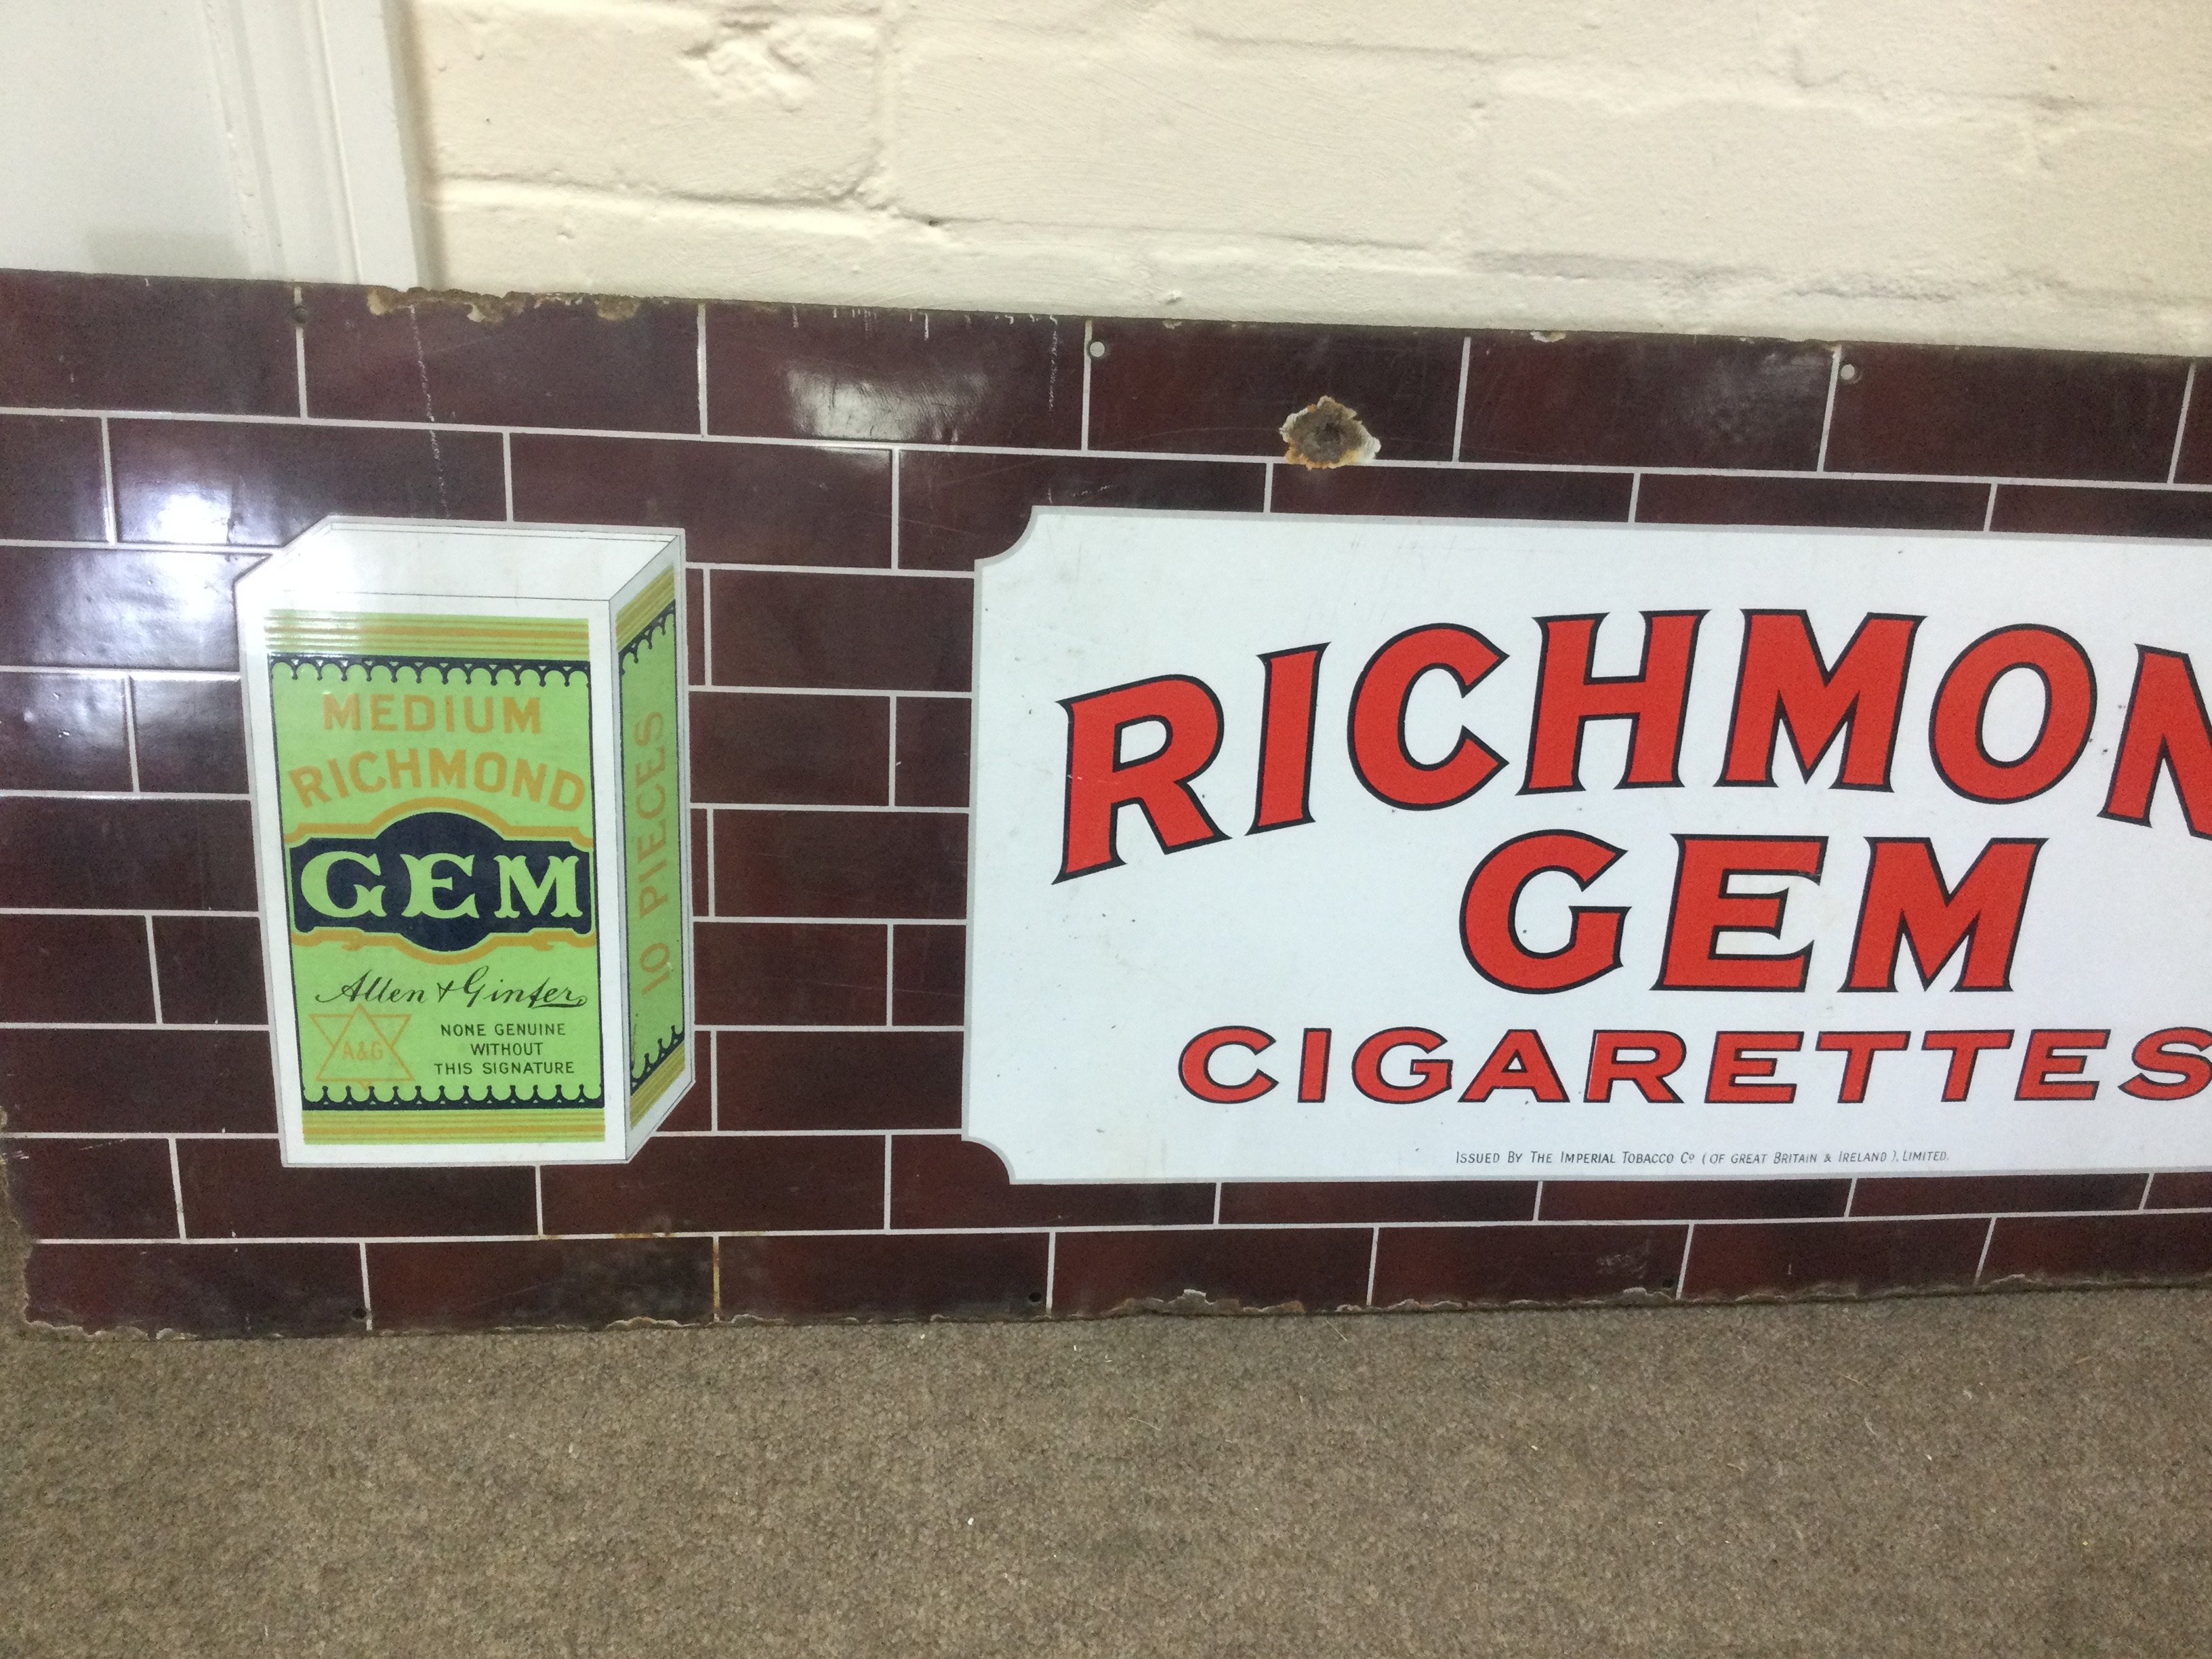 MEDIUM
RICHMOND
GEM
Allen & Ginter
A&G
NONE GENUINE
WITHOUT
THIS SIGNATURE
10 PIECES
RICHMON
GEM
CIGARETTES
ISSUED BY THE IMPERIAL TOBACCO Cº (OF GREAT BRITAIN & IRELAND), LIMITED.